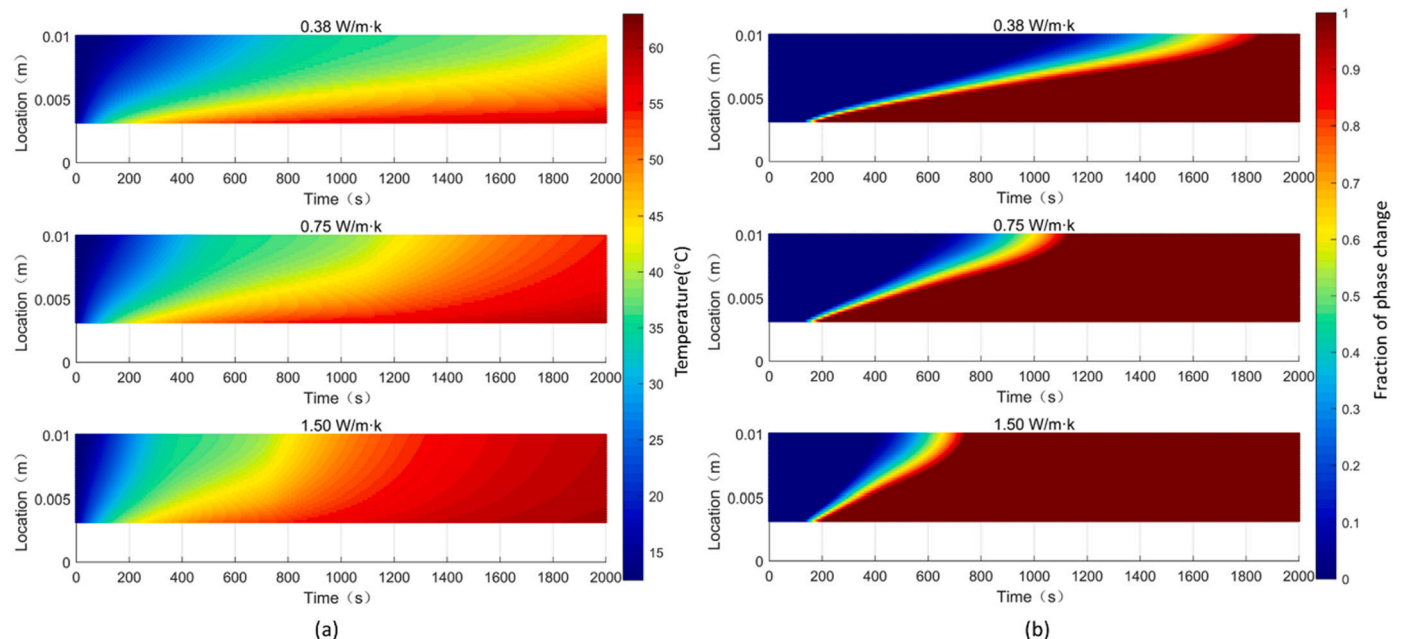 0.38 W/m·k
0.01
0.005
0
Location（m）
0 200 400 600 800 1000 1200 1400 1600 1800 2000
Time（s）
0.75 W/m·k
0.01
0.005
0
Location（m）
0 200 400 600 800 1000 1200 1400 1600 1800 2000
Time（s）
1.50 W/m·k
0.01
0.005
0
Location（m）
0 200 400 600 800 1000 1200 1400 1600 1800 2000
Time（s）
60
55
50
45
40
35
30
25
20
15
Temperature(°C)
(a)
0.38 W/m·k
0.01
0.005
0
Location（m）
0 200 400 600 800 1000 1200 1400 1600 1800 2000
Time（s）
0.75 W/m·k
0.01
0.005
0
Location（m）
0 200 400 600 800 1000 1200 1400 1600 1800 2000
Time（s）
1.50 W/m·k
0.01
0.005
0
Location（m）
0 200 400 600 800 1000 1200 1400 1600 1800 2000
Time（s）
1
0.9
0.8
0.7
0.6
0.5
0.4
0.3
0.2
0.1
0
Fraction of phase change
(b)